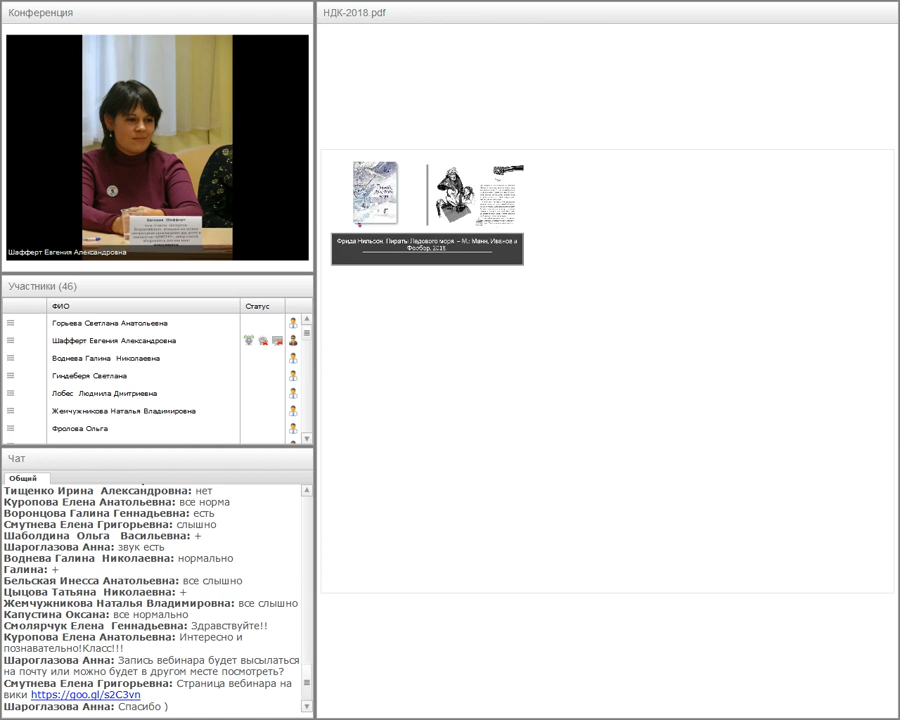 Конференция
Шафферт Евгения Александровна
Участники (46)
ФИО
Статус
Горьева Светлана Анатольевна
Шафферт Евгения Александровна
Воднева Галина Николаевна
Гиндеберя Светлана
Лобес Людмила Дмитриевна
Жемчужникова Наталья Владимировна
Фролова Ольга
Чат
Общий
Тищенко Ирина Александровна: нет
Куропова Елена Анатольевна: все норма
Воронцова Галина Геннадьевна: есть
Смутнева Елена Григорьевна: слышно
Шаболдина Ольга Васильевна: +
Шароглазова Анна: звук есть
Воднева Галина Николаевна: нормально
Галина: +
Бельская Инесса Анатольевна: все слышно
Цыцова Татьяна Николаевна: +
Жемчужникова Наталья Владимировна: все слышно
Капустина Оксана: все нормально
Смолярчук Елена Геннадьевна: Здравствуйте!!
Куропова Елена Анатольевна: Интересно и
познавательно!Класс!!!
Шароглазова Анна: Запись вебинара будет высылаться
на почту или можно будет в другом месте посмотреть?
Смутнева Елена Григорьевна: Страница вебинара на
вики https://goo.gl/s2C3vn
Шароглазова Анна: Спасибо )
НДК-2018.pdf
Фрида Нильсон. Пираты Ледового моря. – М.: Манн, Иванов и
Фербер, 2018